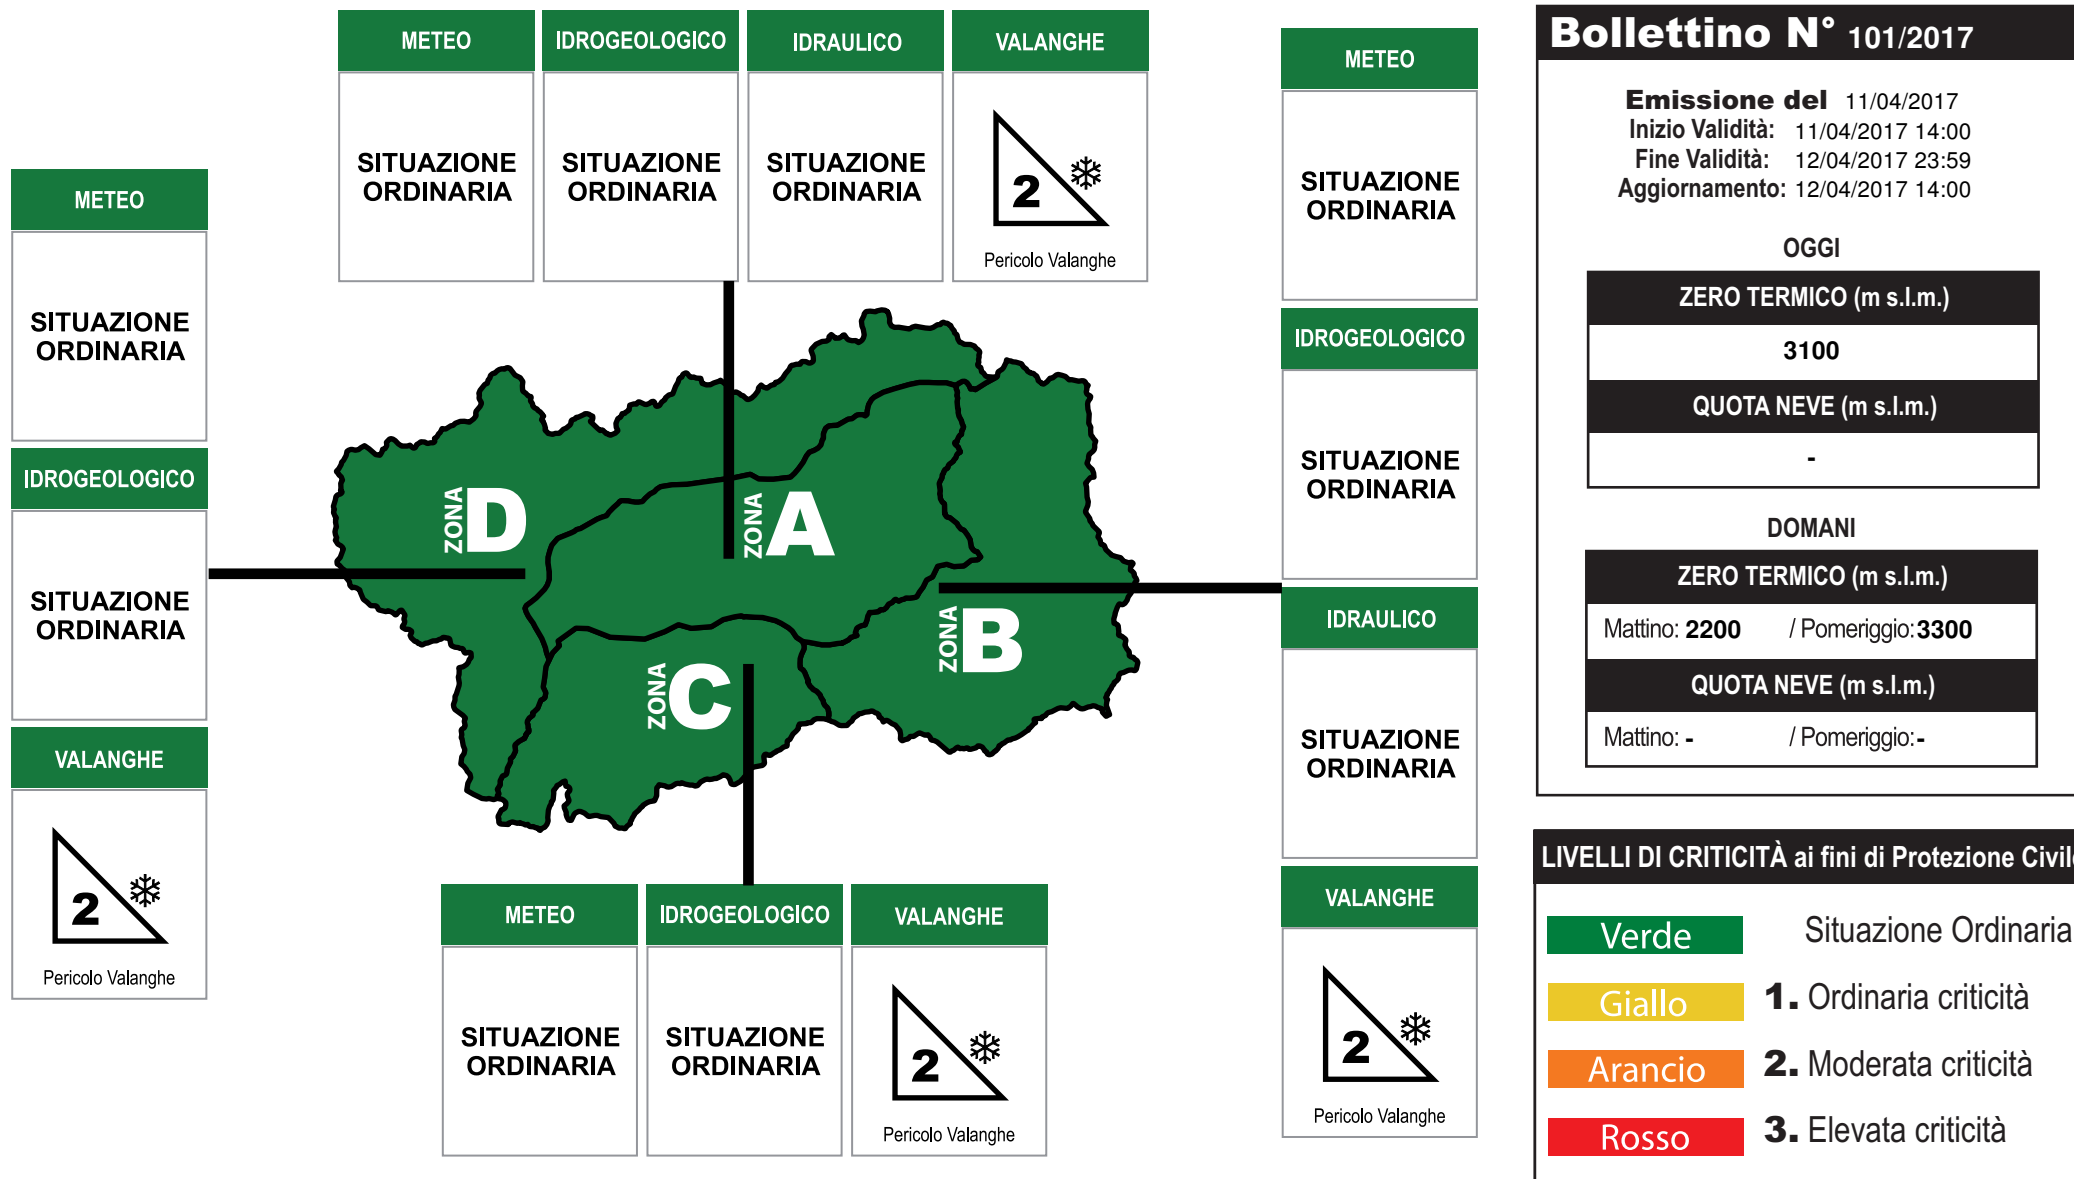 METEO
IDROGEOLOGICO
IDRAULICO
VALANGHE
SITUAZIONE
ORDINARIA
SITUAZIONE
ORDINARIA
SITUAZIONE
ORDINARIA
2
Pericolo Valanghe
METEO
SITUAZIONE
ORDINARIA
IDROGEOLOGICO
SITUAZIONE
ORDINARIA
VALANGHE
2
Pericolo Valanghe
ZONA D
ZONA A
ZONA B
ZONA C
METEO
IDROGEOLOGICO
VALANGHE
SITUAZIONE
ORDINARIA
SITUAZIONE
ORDINARIA
2
Pericolo Valanghe
METEO
SITUAZIONE
ORDINARIA
IDROGEOLOGICO
SITUAZIONE
ORDINARIA
IDRAULICO
SITUAZIONE
ORDINARIA
VALANGHE
2
Pericolo Valanghe
Bollettino N° 101/2017
Emissione del 11/04/2017
Inizio Validità: 11/04/2017 14:00
Fine Validità: 12/04/2017 23:59
Aggiornamento: 12/04/2017 14:00
OGGI
ZERO TERMICO (m s.l.m.)
3100
QUOTA NEVE (m s.l.m.)
-
DOMANI
ZERO TERMICO (m s.l.m.)
Mattino: 2200 / Pomeriggio: 3300
QUOTA NEVE (m s.l.m.)
Mattino: - / Pomeriggio: -
LIVELLI DI CRITICITÀ ai fini di Protezione Civile
Verde Situazione Ordinaria
Giallo 1. Ordinaria criticità
Arancio 2. Moderata criticità
Rosso 3. Elevata criticità